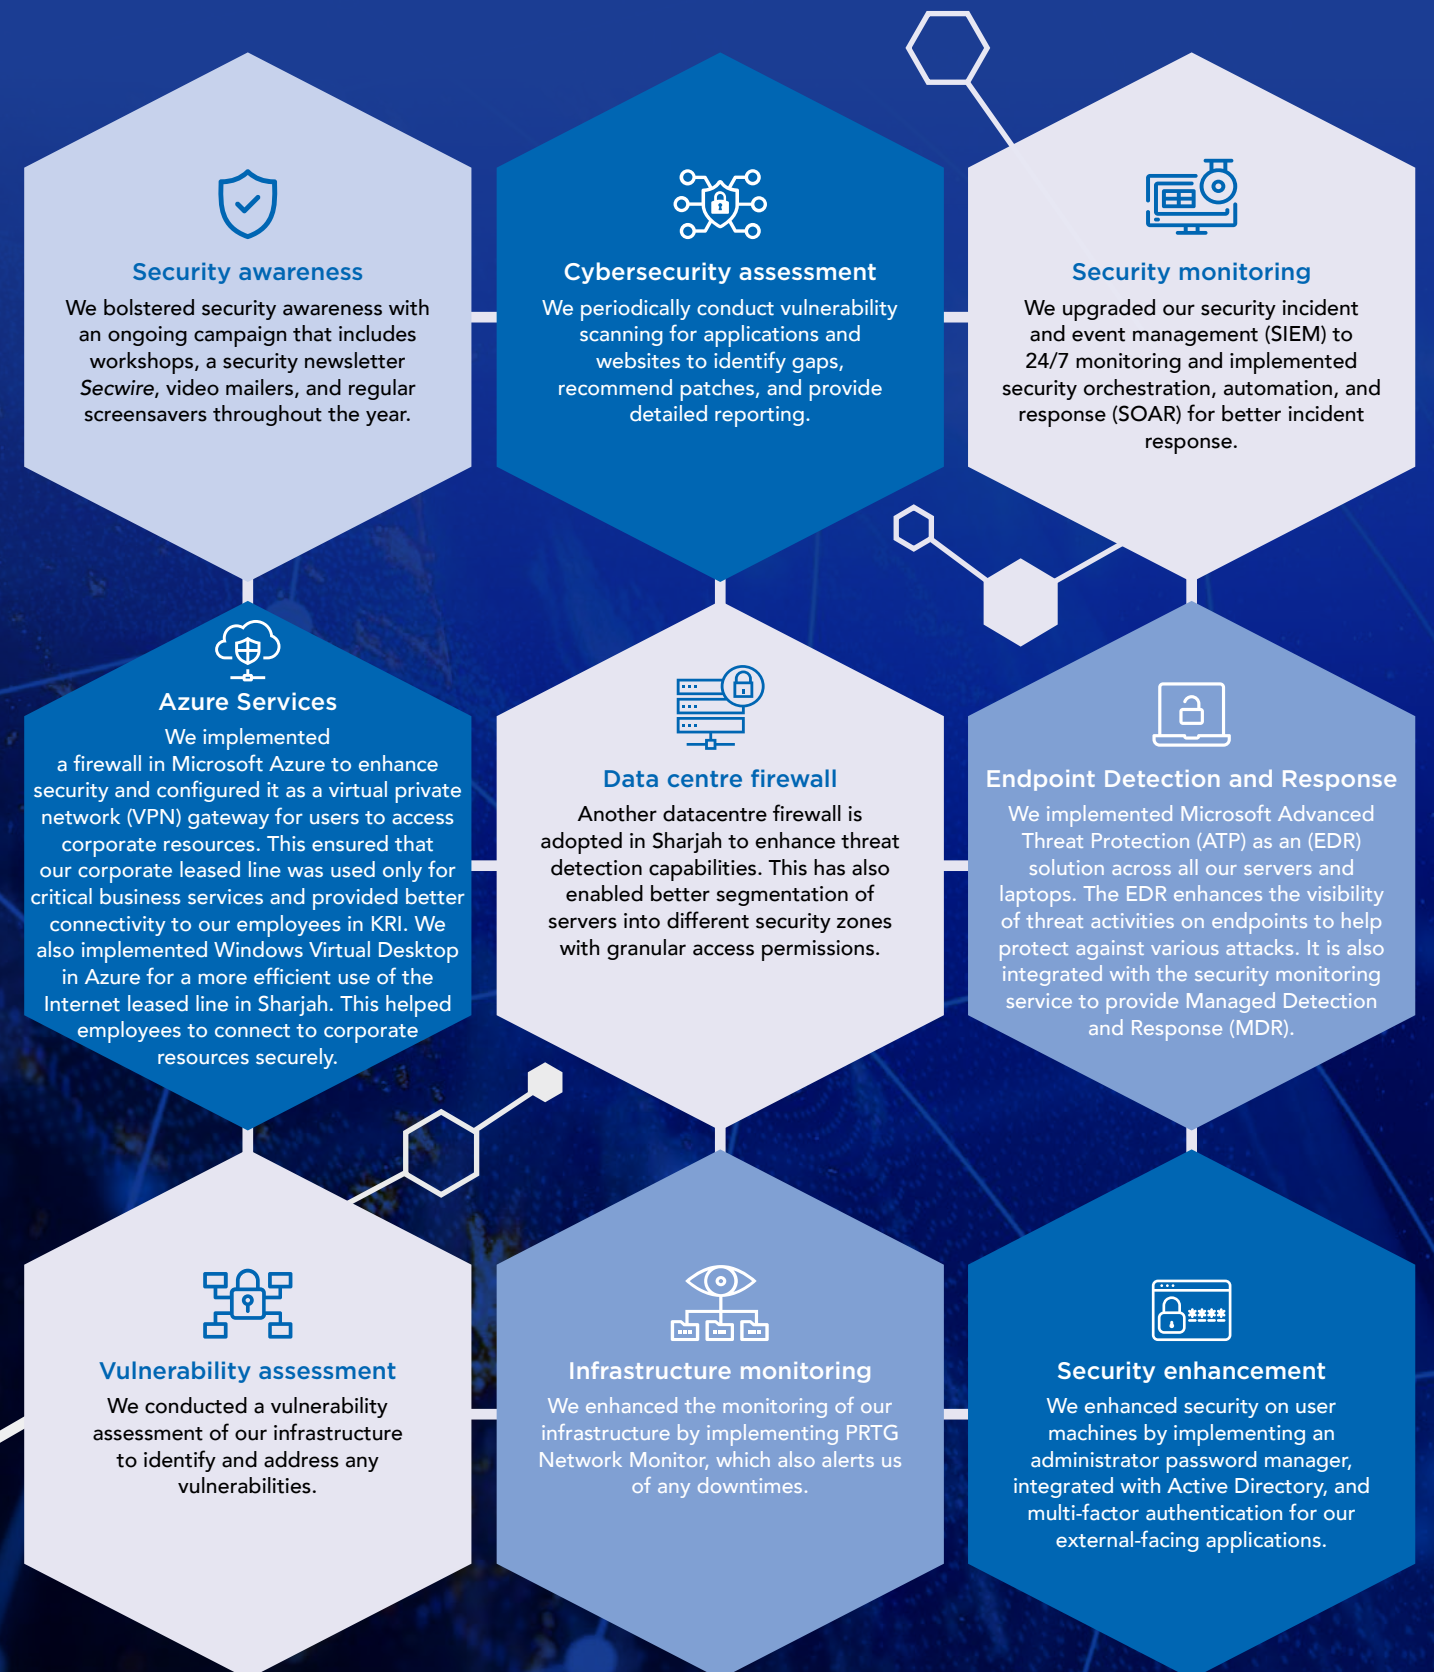 Security awareness
We bolstered security awareness with
an ongoing campaign that includes
workshops, a security newsletter
Secwire, video mailers, and regular
screensavers throughout the year.
Cybersecurity assessment
We periodically conduct vulnerability
scanning for applications and
websites to identify gaps,
recommend patches, and provide
detailed reporting.
Security monitoring
We upgraded our security incident
and event management (SIEM) to
24/7 monitoring and implemented
security orchestration, automation, and
response (SOAR) for better incident
response.
Azure Services
We implemented
a firewall in Microsoft Azure to enhance
security and configured it as a virtual private
network (VPN) gateway for users to access
corporate resources. This ensured that
our corporate leased line was used only for
critical business services and provided better
connectivity to our employees in KRI. We
also implemented Windows Virtual Desktop
in Azure for a more efficient use of the
Internet leased line in Sharjah. This helped
employees to connect to corporate
resources securely.
Data centre firewall
Another datacentre firewall is
adopted in Sharjah to enhance threat
detection capabilities. This has also
enabled better segmentation of
servers into different security zones
with granular access permissions.
Endpoint Detection and Response
We implemented Microsoft Advanced
Threat Protection (ATP) as an (EDR)
solution across all our servers and
laptops. The EDR enhances the visibility
of threat activities on endpoints to help
protect against various attacks. It is also
integrated with the security monitoring
service to provide Managed Detection
and Response (MDR).
Vulnerability assessment
We conducted a vulnerability
assessment of our infrastructure
to identify and address any
vulnerabilities.
Infrastructure monitoring
We enhanced the monitoring of our
infrastructure by implementing PRTG
Network Monitor, which also alerts us
of any downtimes.
Security enhancement
We enhanced security on user
machines by implementing an
administrator password manager,
integrated with Active Directory, and
multi-factor authentication for our
external-facing applications.